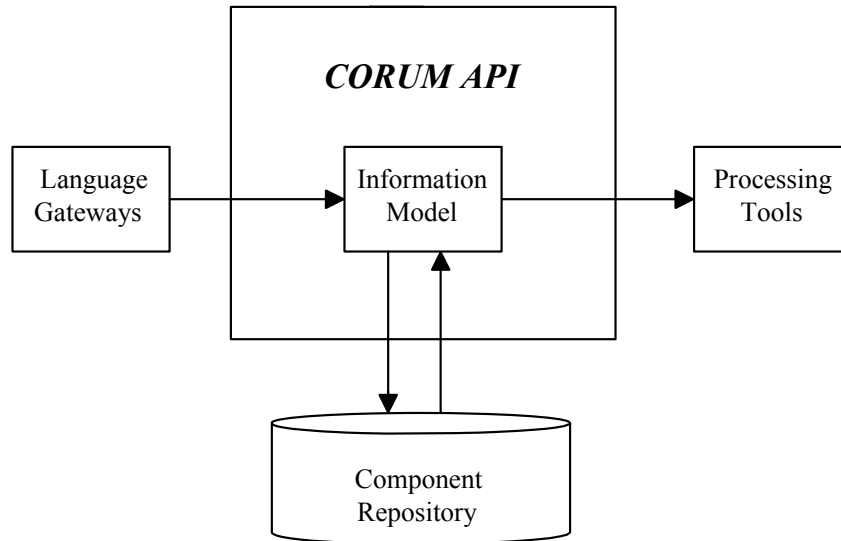 CORUM API
Language
Gateways
Information
Model
Processing
Tools
Component
Repository